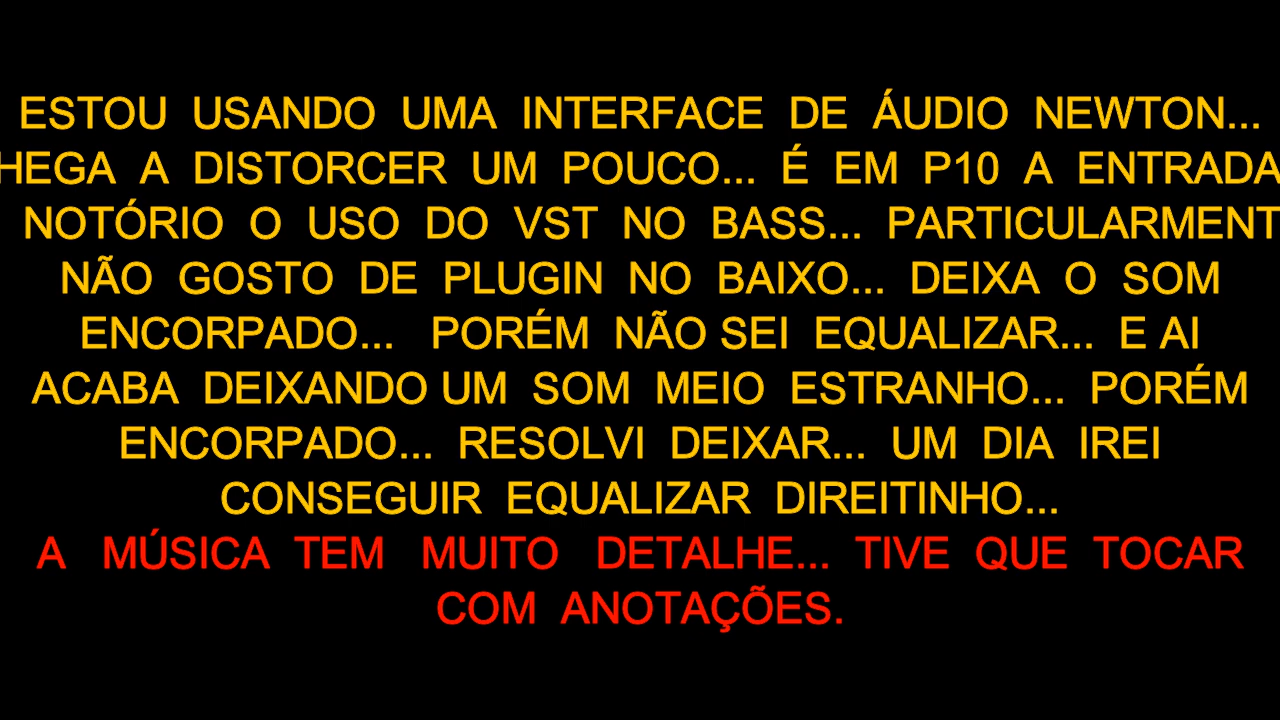 ESTOU USANDO UMA INTERFACE DE ÁUDIO NEWTON...
HEGA A DISTORCER UM POUCO... É EM P10 A ENTRADA
NOTÓRIO O USO DO VST NO BASS... PARTICULARMENT
NÃO GOSTO DE PLUGIN NO BAIXO... DEIXA O SOM
ENCORPADO... PORÉM NÃO SEI EQUALIZAR... E AI
ACABA DEIXANDO UM SOM MEIO ESTRANHO... PORÉM
ENCORPADO... RESOLVI DEIXAR... UM DIA IREI
CONSEGUIR EQUALIZAR DIREITINHO...
A MÚSICA TEM MUITO DETALHE... TIVE QUE TOCAR
COM ANOTAÇÕES.